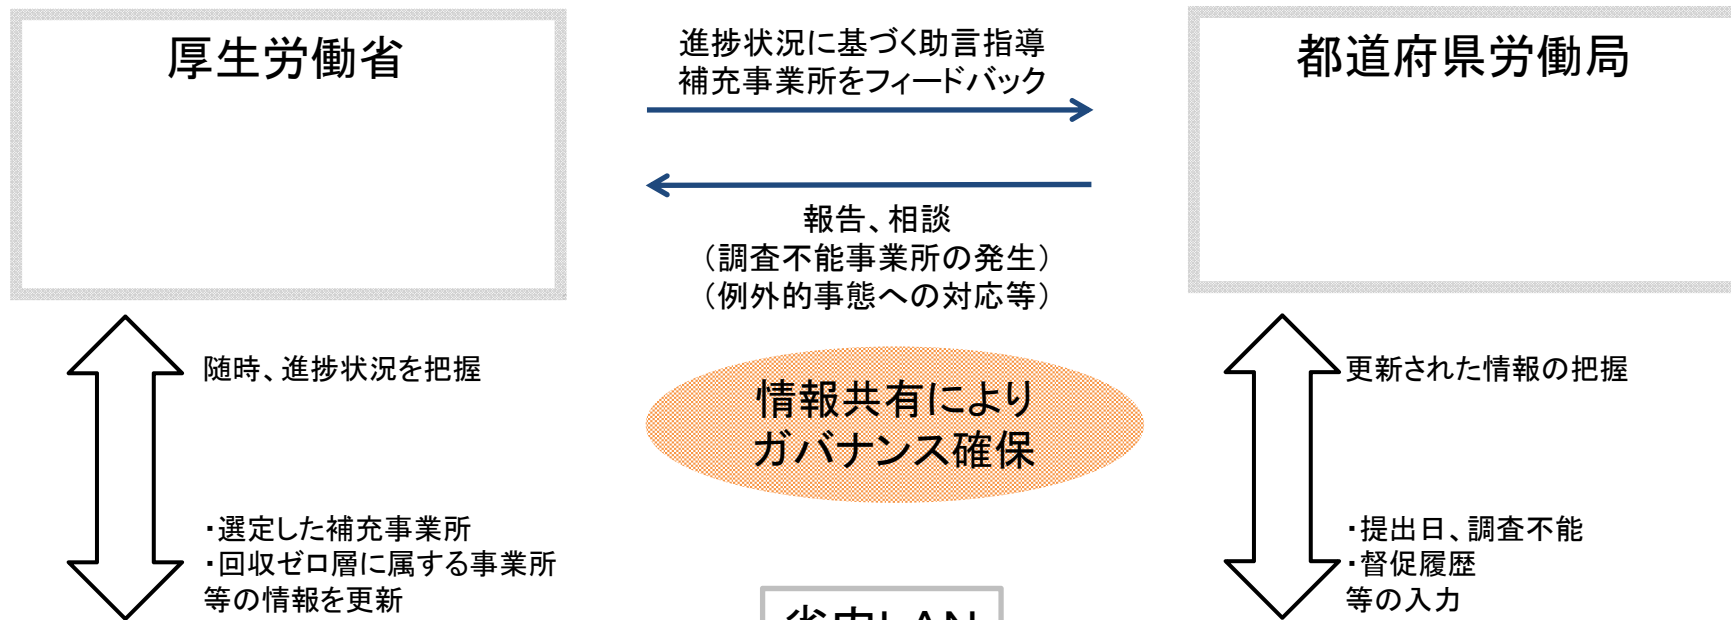 厚生労働省
進捗状況に基づく助言指導
補充事業所をフィードバック
都道府県労働局
報告、相談
（調査不能事業所の発生）
（例外的事態への対応等）
随時、進捗状況を把握
情報共有により
ガバナンス確保
更新された情報の把握
・選定した補充事業所
・回収ゼロ層に属する事業所
等の情報を更新
・提出日、調査不能
・督促履歴
等の入力
省内LAN